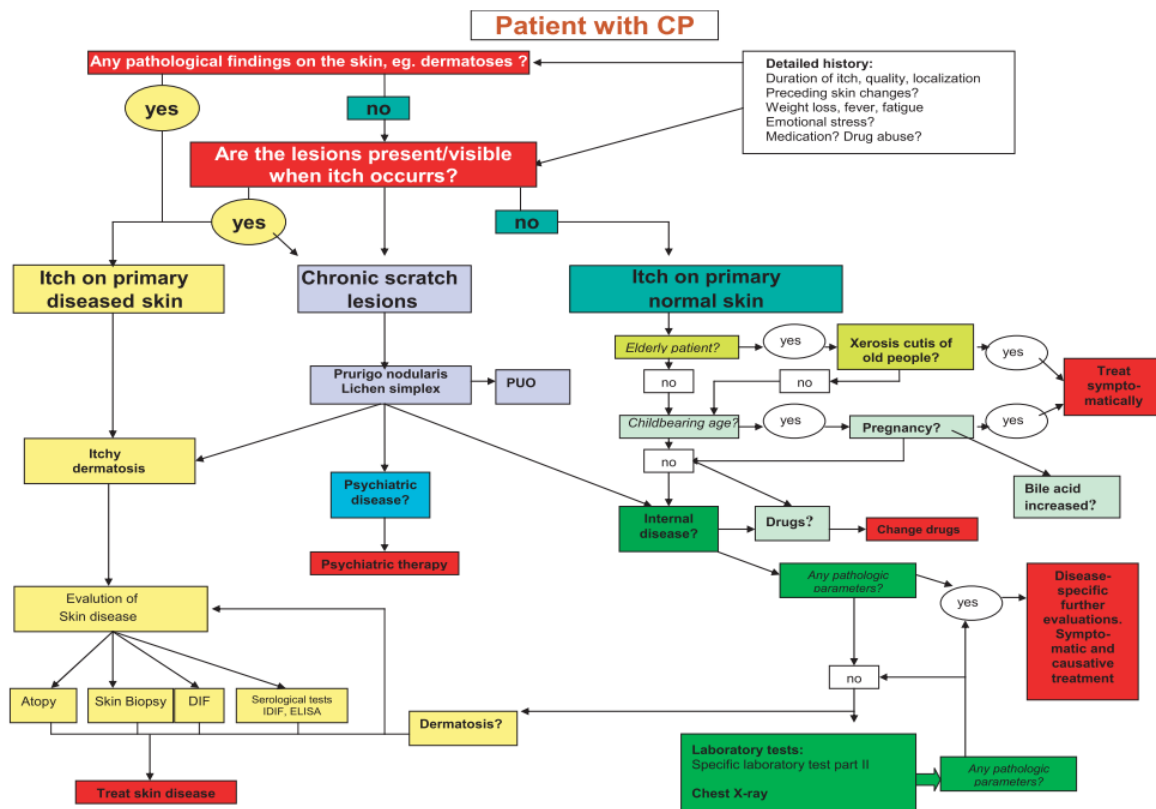 Patient with CP
Any pathological findings on the skin, eg. dermatoses ?
Detailed history:
Duration of itch, quality, localization
Preceding skin changes?
Weight loss, fever, fatigue
Emotional stress?
Medication? Drug abuse?
yes
no
Are the lesions present/visible
when itch occurrs?
yes
no
Itch on primary
diseased skin
Chronic scratch
lesions
Itch on primary
normal skin
Elderly patient?
yes
Xerosis cutis of
old people?
yes
Treat
sympto-
matically
no
no
Prurigo nodularis
Lichen simplex
PUO
Childbearing age?
yes
Pregnancy?
yes
Itchy
dermatosis
no
Bile acid
increased?
Psychiatric
disease?
Internal
disease?
Drugs?
Change drugs
Psychiatric therapy
Any pathologic
parameters?
yes
Disease-
specific
further
evaluations.
Sympto-
matic and
causative
treatment
Evalution of
Skin disease
no
Atopy
Skin Biopsy
DIF
Serological tests
IDIF, ELISA
Dermatosis?
Laboratory tests:
Specific laboratory test part II
Chest X-ray
Any pathologic
parameters?
Treat skin disease